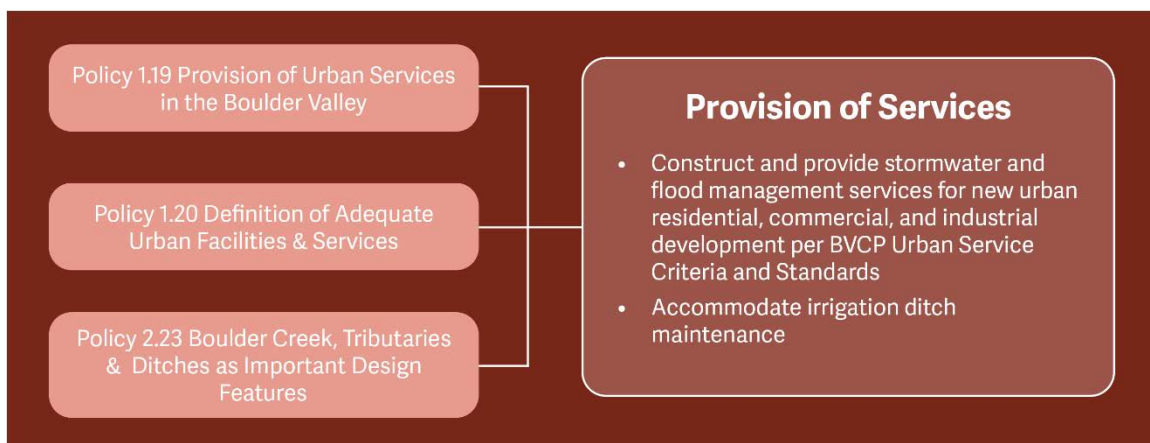 Policy 1.19 Provision of Urban Services
in the Boulder Valley
Policy 1.20 Definition of Adequate
Urban Facilities & Services
Policy 2.23 Boulder Creek, Tributaries
& Ditches as Important Design
Features
Provision of Services
• Construct and provide stormwater and
flood management services for new urban
residential, commercial, and industrial
development per BVCP Urban Service
Criteria and Standards
• Accommodate irrigation ditch
maintenance